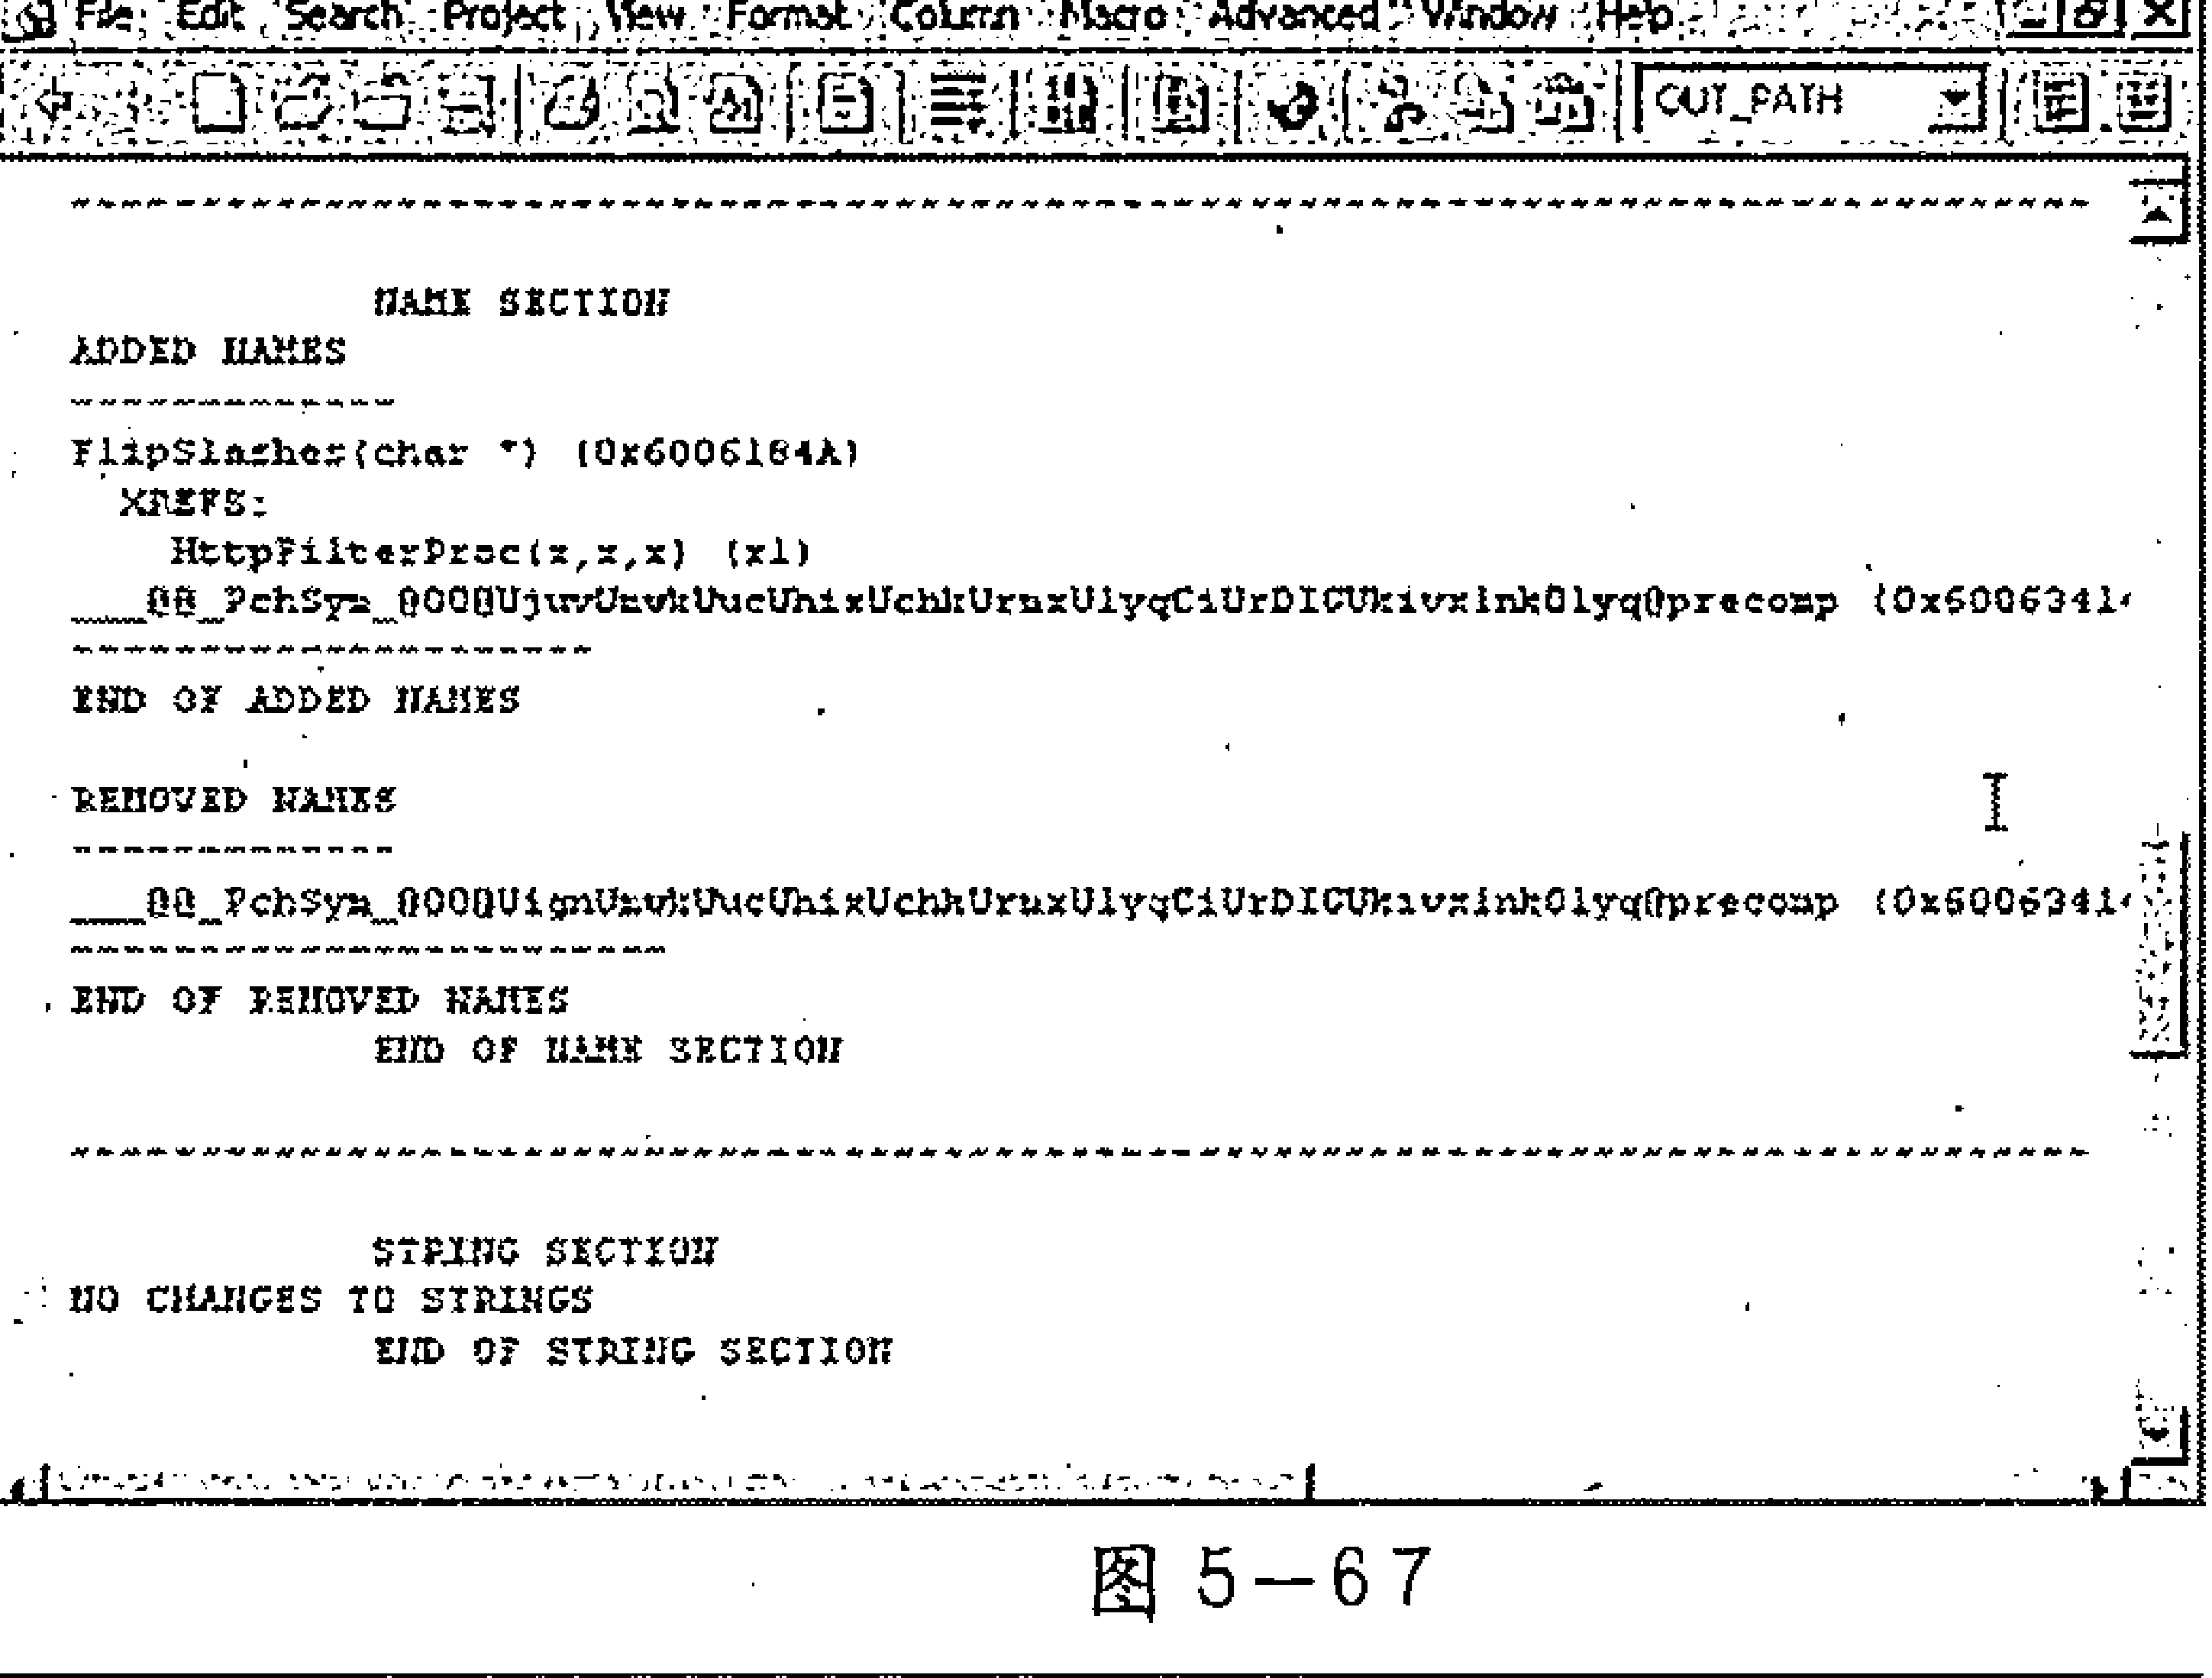 File Edit Search Project View Format Column Macro Advanced Window Help
OUT_PATH
NAME SECTION
ADDED NAMES
FlipSlashes(char *) (0x6006184A)
XREFS:
HttpFilterProc(x,x,x) (x1)
END OF ADDED NAMES
REMOVED NAMES
END OF REMOVED NAMES
END OF NAME SECTION
STRING SECTION
NO CHANGES TO STRINGS
END OF STRING SECTION
图 5－67